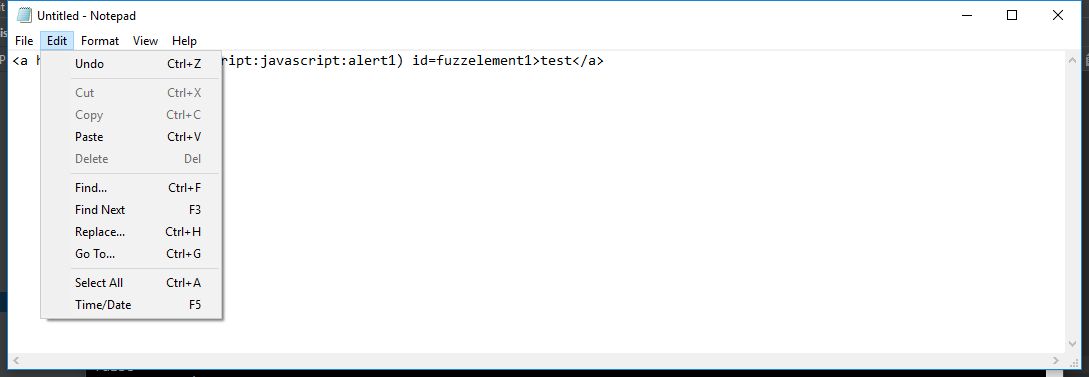 Untitled - Notepad
File Edit Format View Help
<a h ript:javascript:alert1) id=fuzzelement1>test</a>
Undo Ctrl+Z
Cut Ctrl+X
Copy Ctrl+C
Paste Ctrl+V
Delete Del
Find... Ctrl+F
Find Next F3
Replace... Ctrl+H
Go To... Ctrl+G
Select All Ctrl+A
Time/Date F5